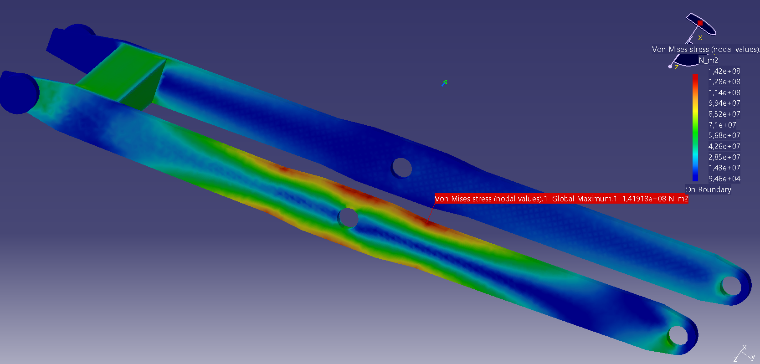 X
Von Mises stress (nodal values).
N_m2
y
1,42e+08
1,28e+08
1,14e+08
9,94e+07
8,52e+07
7,1e+07
5,68e+07
4,26e+07
2,85e+07
1,43e+07
9,46e+04
On Boundary
Von Mises stress (nodal values).1 Global Maximum.1: 1,41913e+08 N_m2
x
y